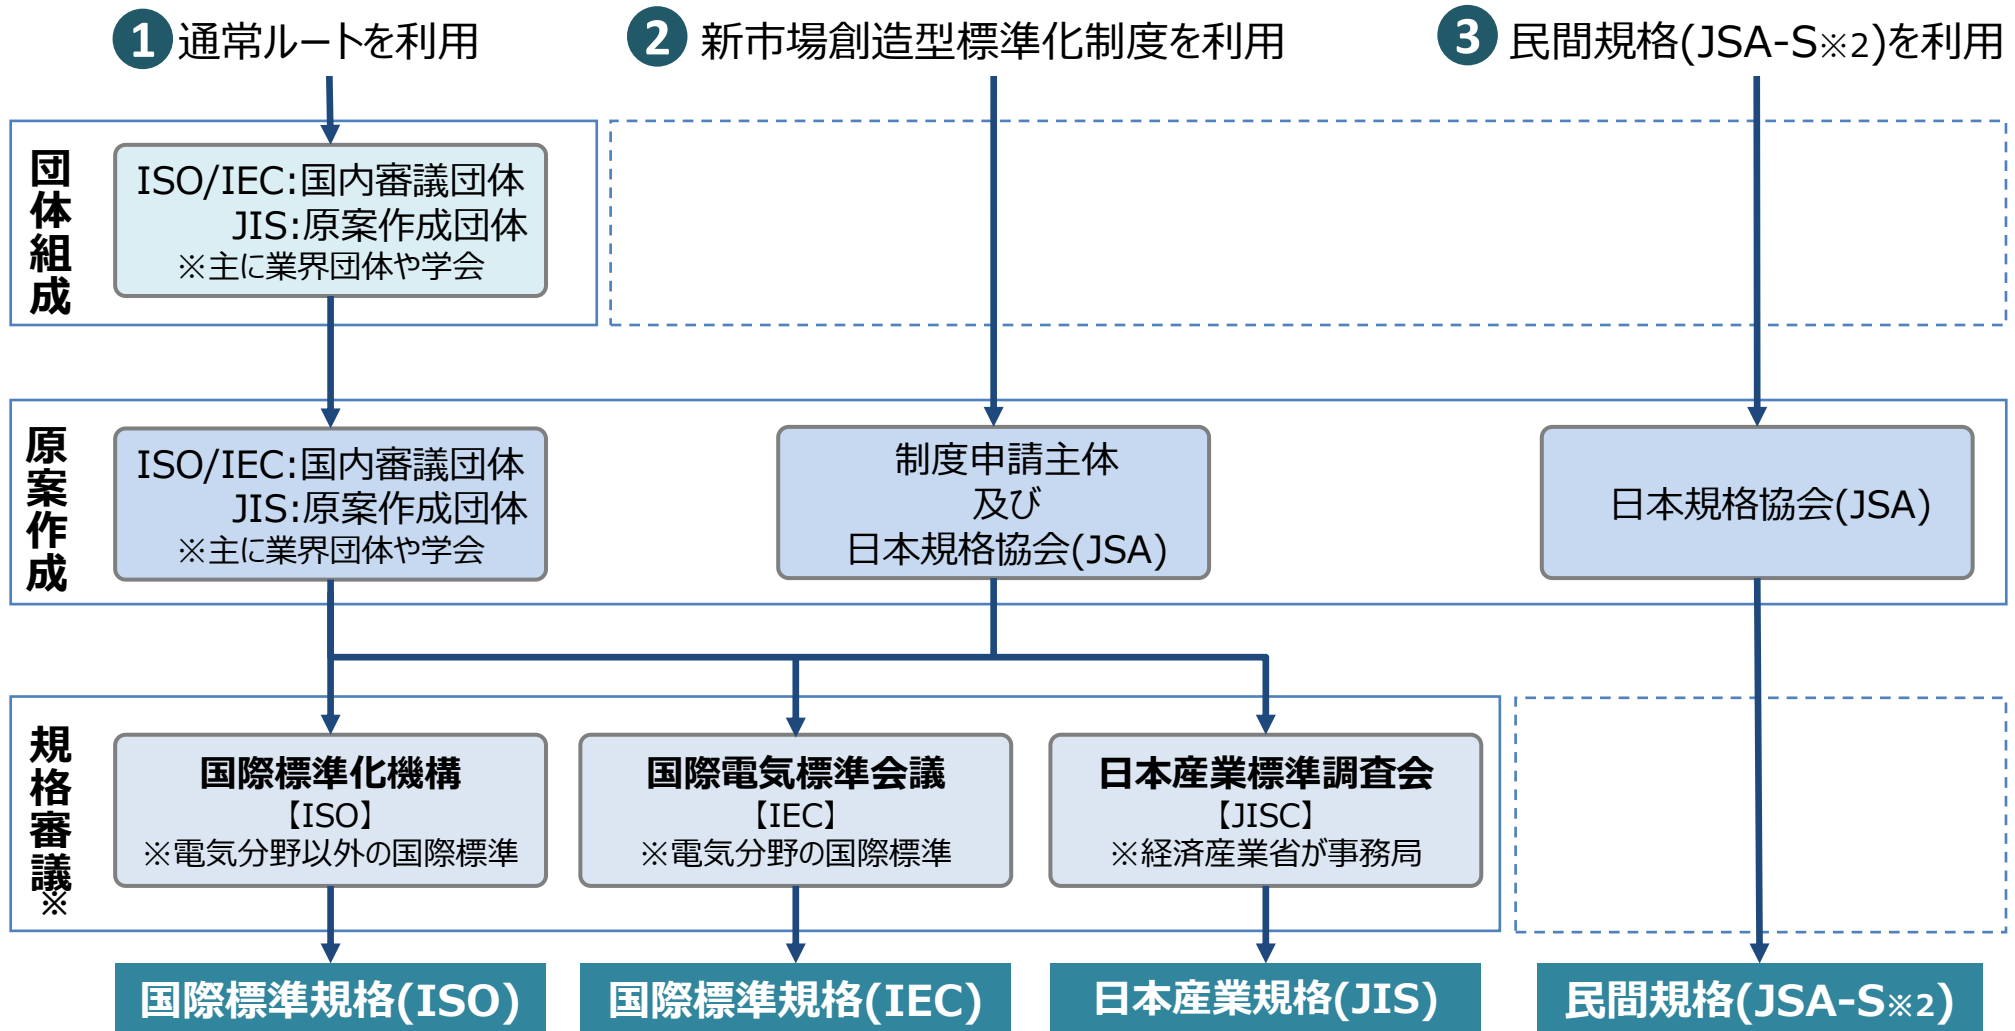 1 通常ルートを利用
2 新市場創造型標準化制度を利用
3 民間規格(JSA-S※2)を利用
団体組成
ISO/IEC:国内審議団体
JIS:原案作成団体
※主に業界団体や学会
原案作成
ISO/IEC:国内審議団体
JIS:原案作成団体
※主に業界団体や学会
制度申請主体
及び
日本規格協会(JSA)
日本規格協会(JSA)
規格審議※
国際標準化機構
【ISO】
※電気分野以外の国際標準
国際電気標準会議
【IEC】
※電気分野の国際標準
日本産業標準調査会
【JISC】
※経済産業省が事務局
国際標準規格(ISO)
国際標準規格(IEC)
日本産業規格(JIS)
民間規格(JSA-S※2)